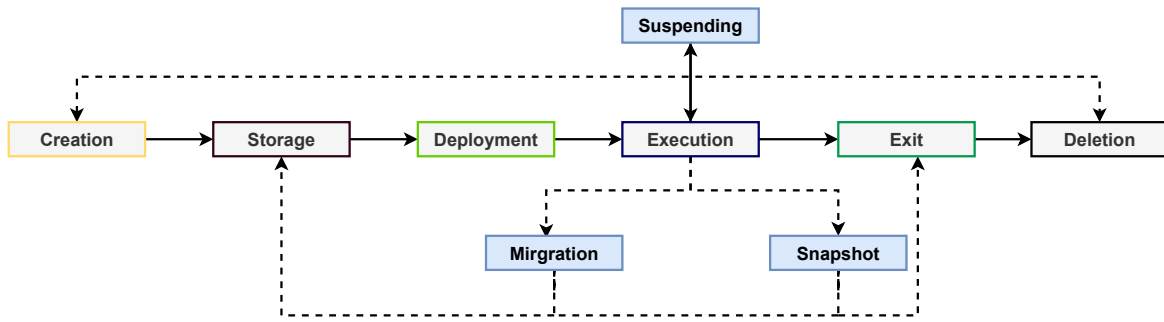 Suspending
Creation
Storage
Deployment
Execution
Exit
Deletion
Mirgration
Snapshot